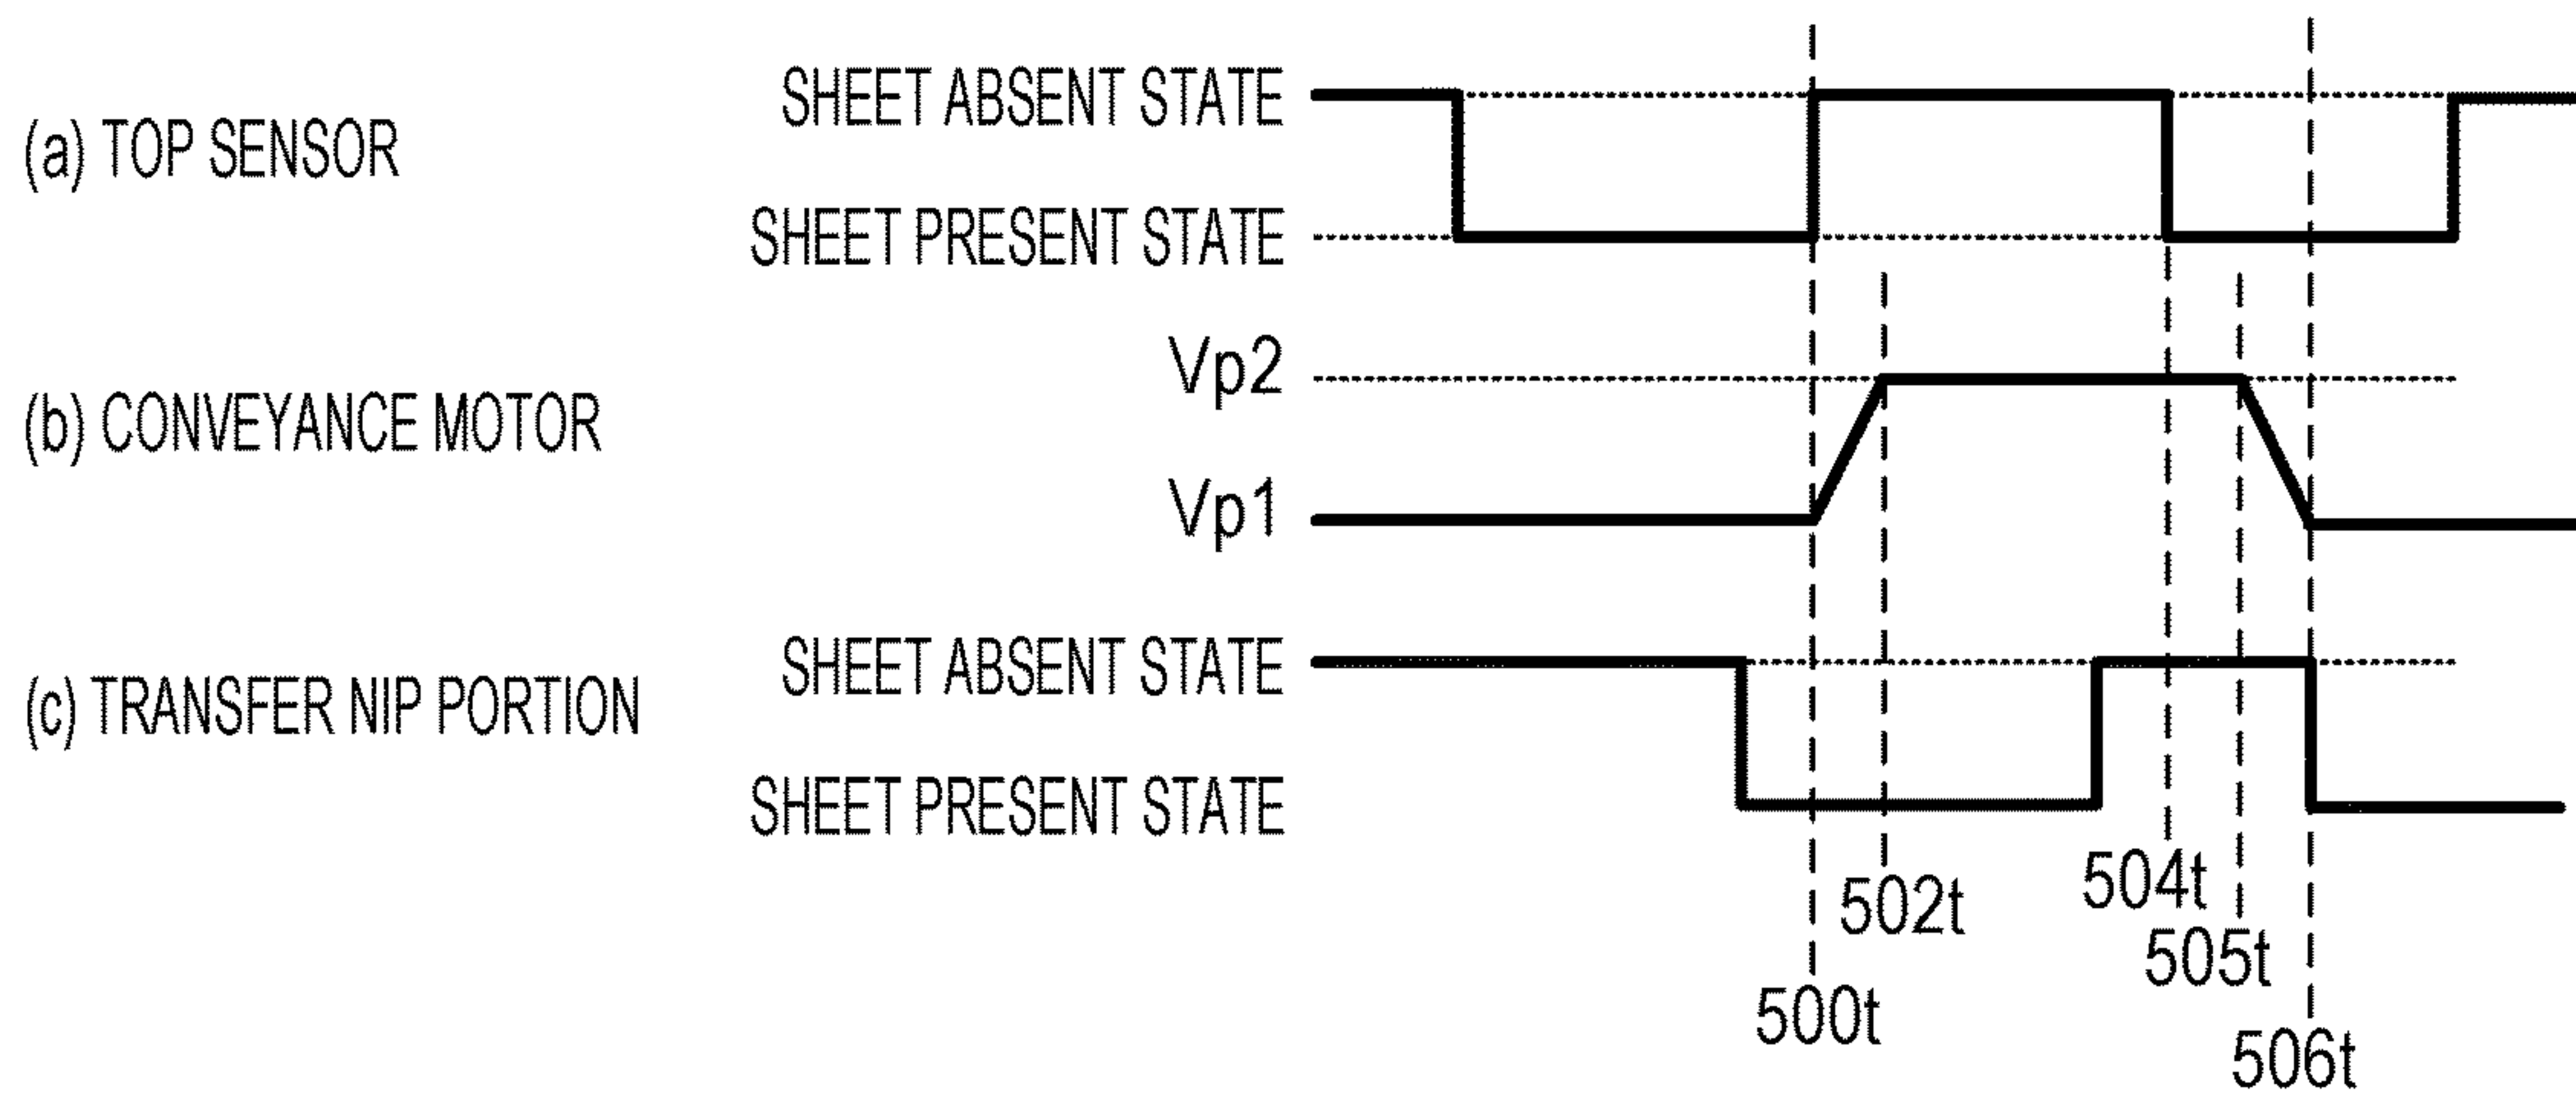 SHEET ABSENT STATE
(a) TOP SENSOR
SHEET PRESENT STATE
Vp2
(b) CONVEYANCE MOTOR
Vp1
SHEET ABSENT STATE
(c) TRANSFER NIP PORTION
SHEET PRESENT STATE
504t
502t
505t
500t
506t